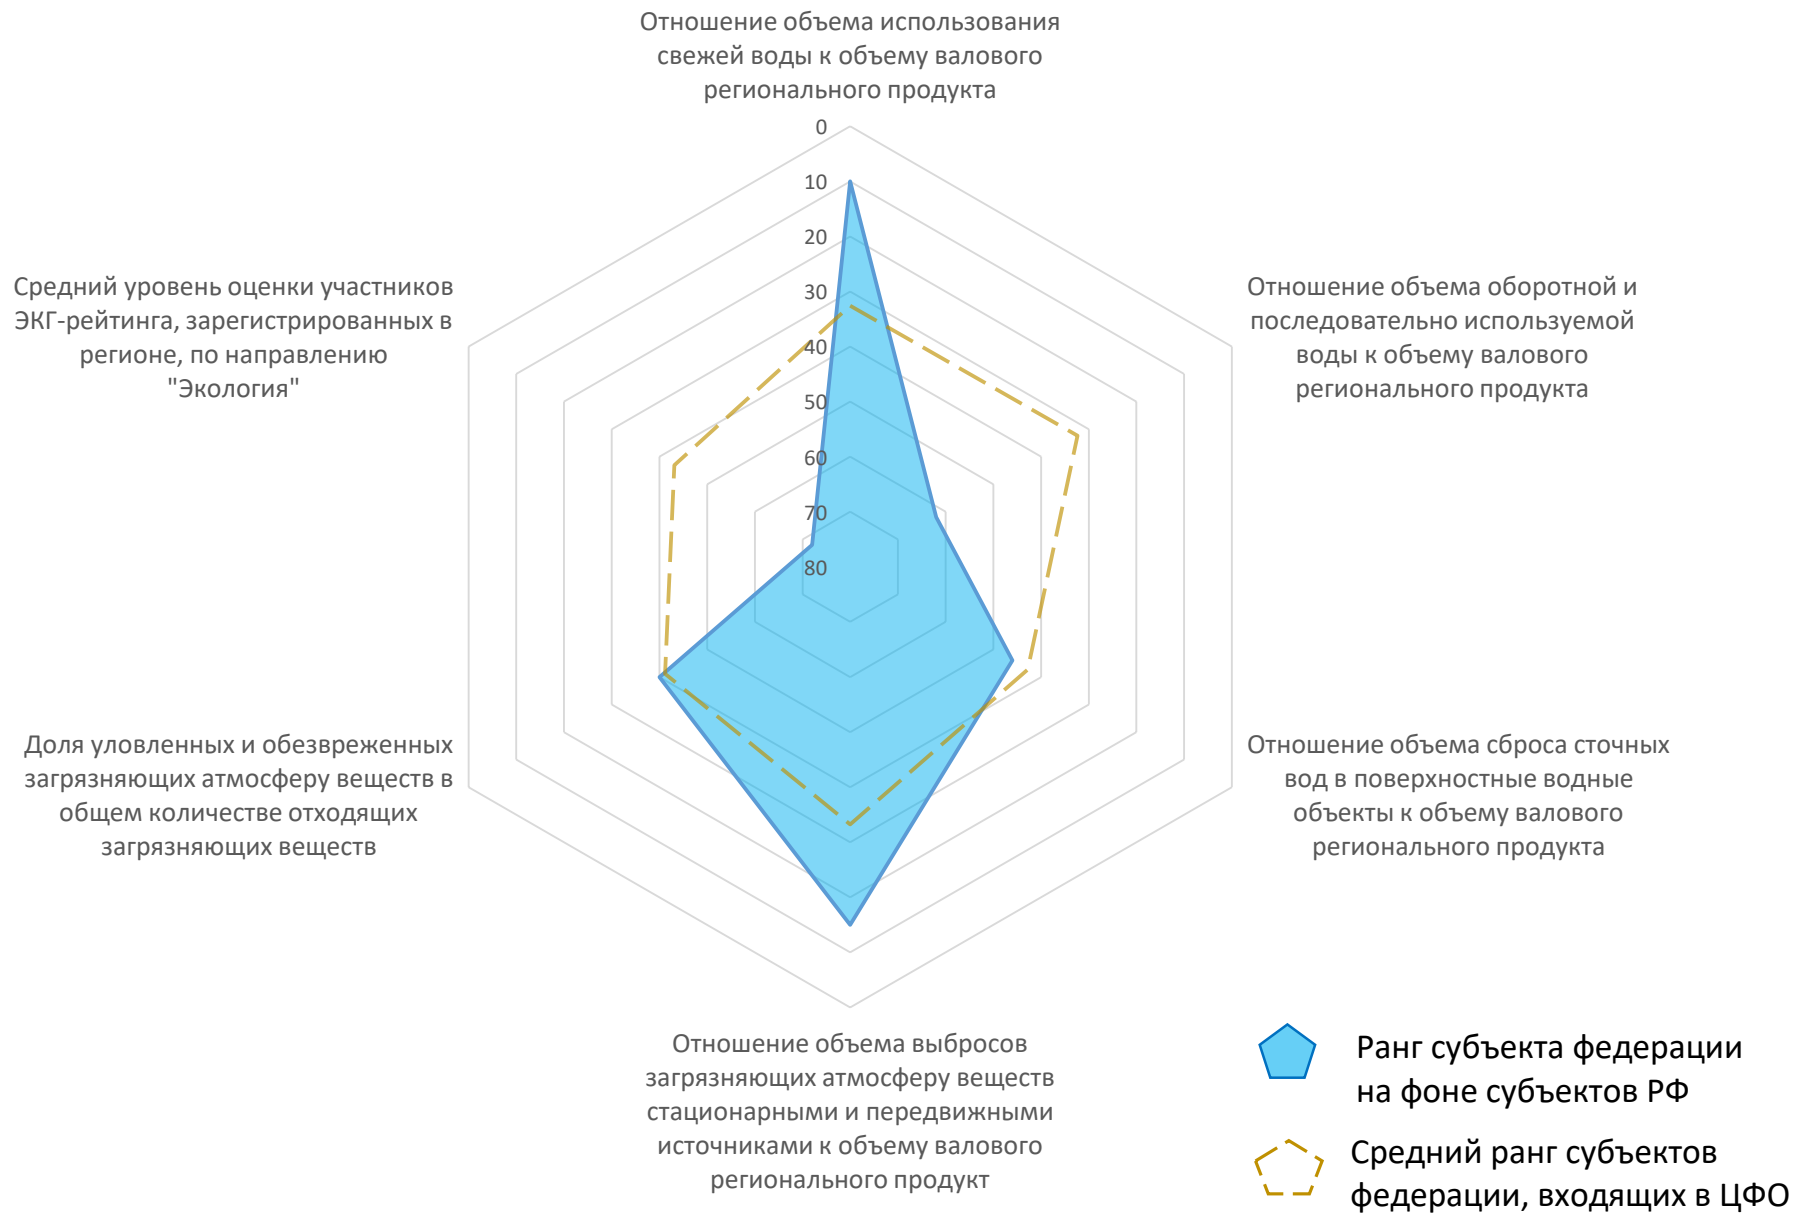 Отношение объема использования
свежей воды к объему валового
регионального продукта
0
10
20
30
40
50
60
70
80
Отношение объема оборотной и
последовательно используемой
воды к объему валового
регионального продукта
Отношение объема сброса сточных
вод в поверхностные водные
объекты к объему валового
регионального продукта
Отношение объема выбросов
загрязняющих атмосферу веществ
стационарными и передвижными
источниками к объему валового
регионального продукт
Доля уловленных и обезвреженных
загрязняющих атмосферу веществ в
общем количестве отходящих
загрязняющих веществ
Средний уровень оценки участников
ЭКГ-рейтинга, зарегистрированных в
регионе, по направлению
"Экология"
Ранг субъекта федерации
на фоне субъектов РФ
Средний ранг субъектов
федерации, входящих в ЦФО